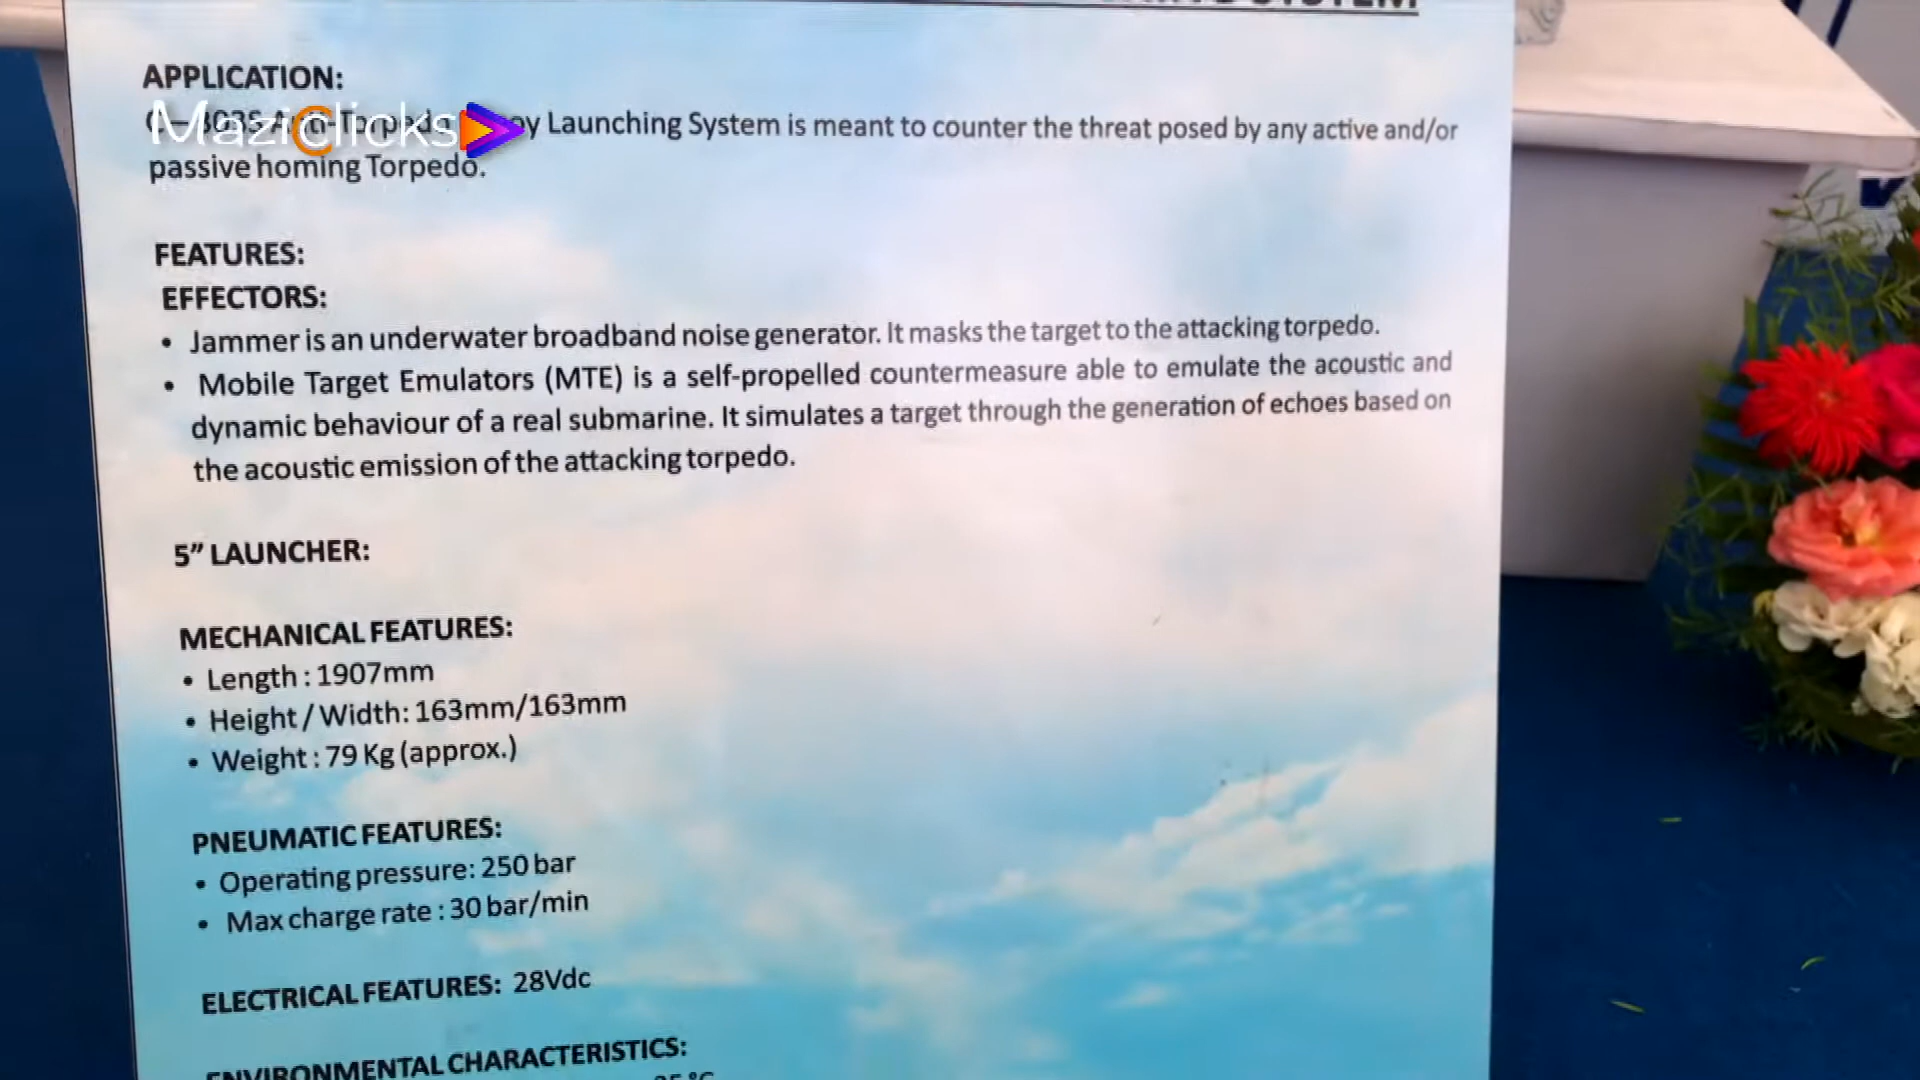 SYSTEM
APPLICATION:
MaziClicks
Launching System is meant to counter the threat posed by any active and/or
passive homing Torpedo.
FEATURES:
EFFECTORS:
• Jammer is an underwater broadband noise generator. It masks the target to the attacking torpedo.
• Mobile Target Emulators (MTE) is a self-propelled countermeasure able to emulate the acoustic and
dynamic behaviour of a real submarine. It simulates a target through the generation of echoes based on
the acoustic emission of the attacking torpedo.
5” LAUNCHER:
MECHANICAL FEATURES:
• Length : 1907mm
• Height / Width: 163mm/163mm
• Weight : 79 Kg (approx.)
PNEUMATIC FEATURES:
• Operating pressure: 250 bar
• Max charge rate : 30 bar/min
ELECTRICAL FEATURES: 28Vdc
ENVIRONMENTAL CHARACTERISTICS: